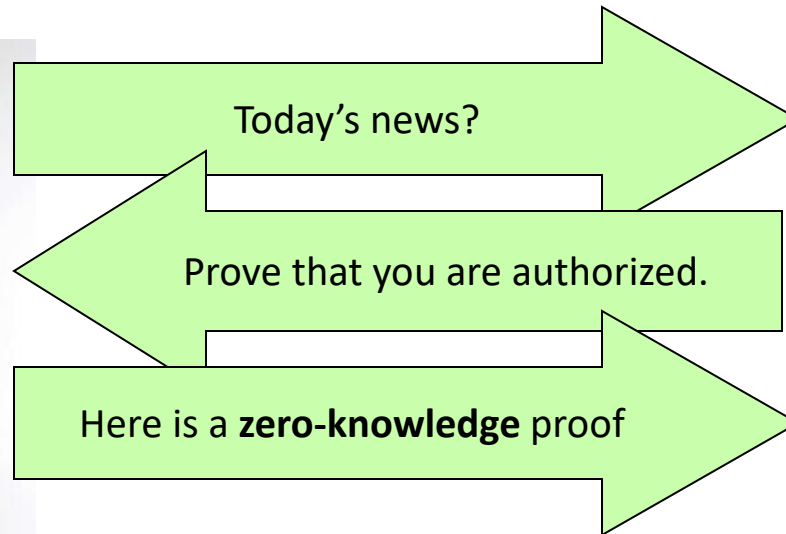 Today’s news?
Prove that you are authorized.
Here is a zero-knowledge proof